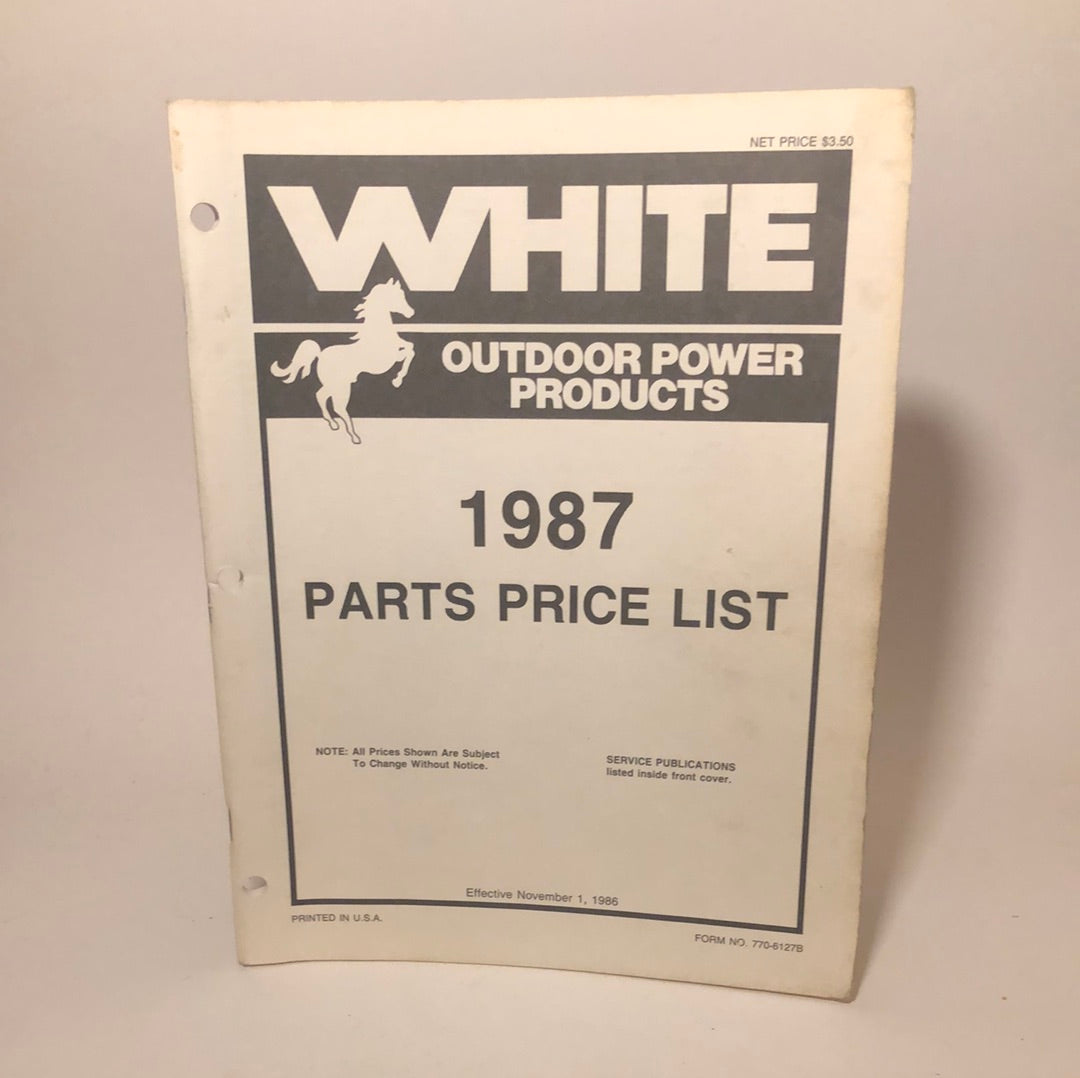 NET PRICE $3.50
WHITE
OUTDOOR POWER
PRODUCTS
1987
PARTS PRICE LIST
NOTE: All Prices Shown Are Subject
To Change Without Notice.
SERVICE PUBLICATIONS
listed inside front cover.
Effective November 1, 1986
PRINTED IN U.S.A.
FORM NO. 770-6127B